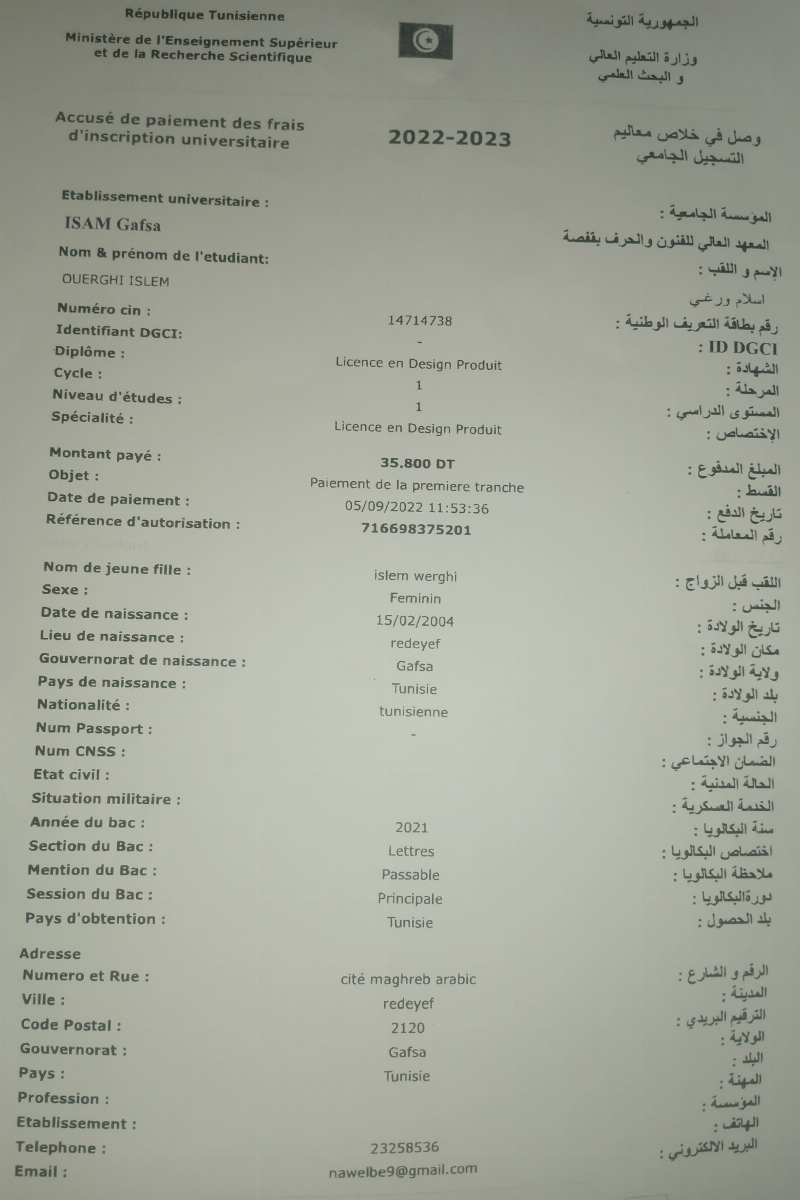 République Tunisienne
Ministère de l'Enseignement Supérieur
et de la Recherche Scientifique
الجمهورية التونسية
وزارة التعليم العالي
و البحث العلمي
Accusé de paiement des frais
d'inscription universitaire
2022-2023
وصل في خلاص معاليم
التسجيل الجامعي
Etablissement universitaire :
المؤسسة الجامعية :
ISAM Gafsa
المعهد العالي للفنون والحرف بقفصة
Nom & prénom de l'etudiant:
الإسم و اللقب :
OUERGHI ISLEM
اسلام ورغي
Numéro cin : 14714738 رقم بطاقة التعريف الوطنية :
Identifiant DGCI: - ID DGCI :
Diplôme : Licence en Design Produit الشهادة :
Cycle : 1 المرحلة :
Niveau d'études : 1 المستوى الدراسي :
Spécialité : Licence en Design Produit الإختصاص :
Montant payé : 35.800 DT المبلغ المدفوع :
Objet : Paiement de la premiere tranche القسط :
Date de paiement : 05/09/2022 11:53:36 تاريخ الدفع :
Référence d'autorisation : 716698375201 رقم المعاملة :
Nom de jeune fille : islem werghi اللقب قبل الزواج :
Sexe : Feminin الجنس :
Date de naissance : 15/02/2004 تاريخ الولادة :
Lieu de naissance : redeyef مكان الولادة :
Gouvernorat de naissance : Gafsa ولاية الولادة :
Pays de naissance : Tunisie بلد الولادة :
Nationalité : tunisienne الجنسية :
Num Passport : - رقم الجواز :
Num CNSS : الضمان الاجتماعي :
Etat civil : الحالة المدنية :
Situation militaire : الخدمة العسكرية :
Année du bac : 2021 سنة البكالويا :
Section du Bac : Lettres اختصاص البكالويا :
Mention du Bac : Passable ملاحظة البكالويا :
Session du Bac : Principale دورةالبكالويا :
Pays d'obtention : Tunisie بلد الحصول :
Adresse
Numero et Rue : cité maghreb arabic الرقم و الشارع :
Ville : redeyef المدينة :
Code Postal : 2120 الترقيم البريدي :
Gouvernorat : Gafsa الولاية :
Pays : Tunisie البلد :
Profession : المهنة :
Etablissement : المؤسسة :
Telephone : 23258536 الهاتف :
Email : nawelbe9@gmail.com البريد الالكتروني :